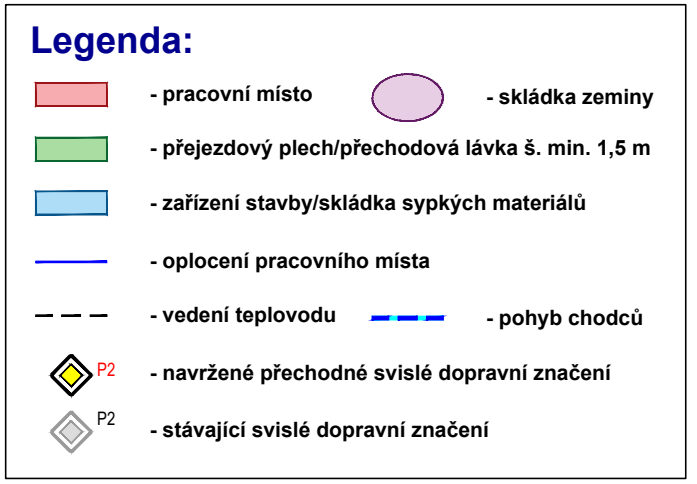 Legenda:
- pracovní místo - skládka zeminy
- přejezdový plech/přechodová lávka š. min. 1,5 m
- zařízení stavby/skládka sypkých materiálů
- oplocení pracovního místa
- vedení teplovodu - pohyb chodců
P2 - navržené přechodné svislé dopravní značení
P2 - stávající svislé dopravní značení